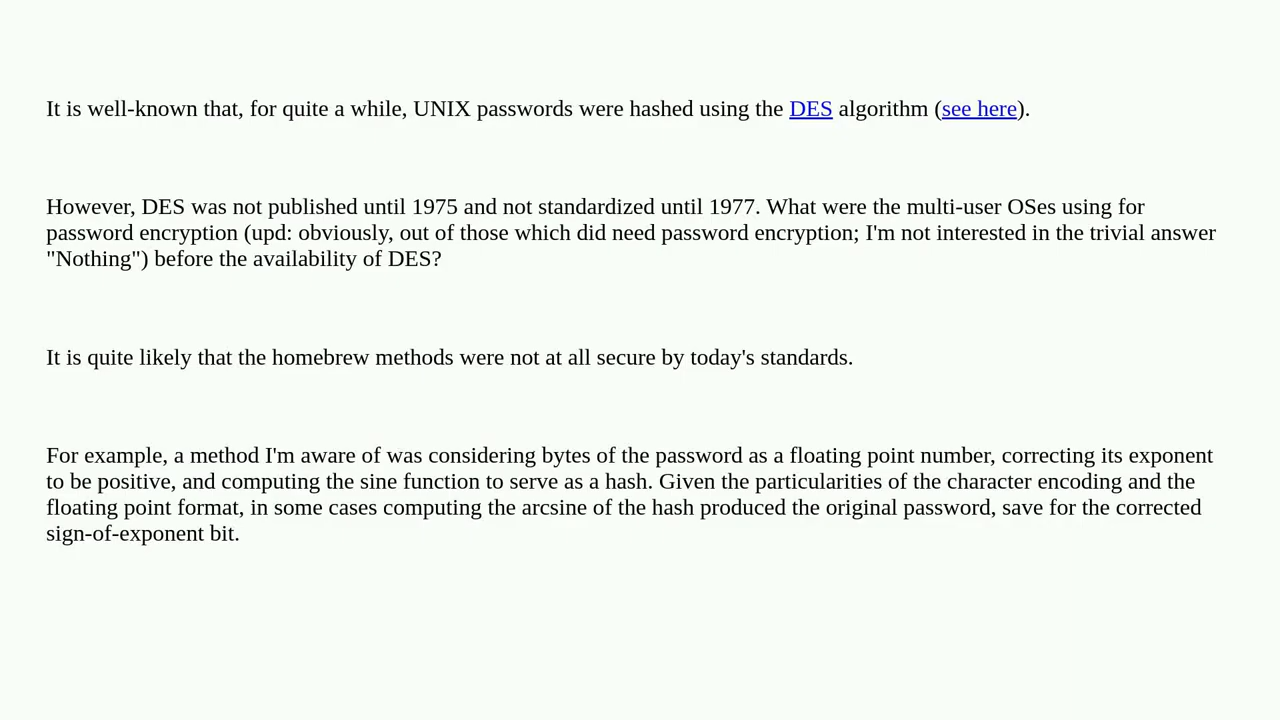 It is well-known that, for quite a while, UNIX passwords were hashed using the DES algorithm (see here).
However, DES was not published until 1975 and not standardized until 1977. What were the multi-user OSes using for
password encryption (upd: obviously, out of those which did need password encryption; I'm not interested in the trivial answer
"Nothing") before the availability of DES?
It is quite likely that the homebrew methods were not at all secure by today's standards.
For example, a method I'm aware of was considering bytes of the password as a floating point number, correcting its exponent
to be positive, and computing the sine function to serve as a hash. Given the particularities of the character encoding and the
floating point format, in some cases computing the arcsine of the hash produced the original password, save for the corrected
sign-of-exponent bit.